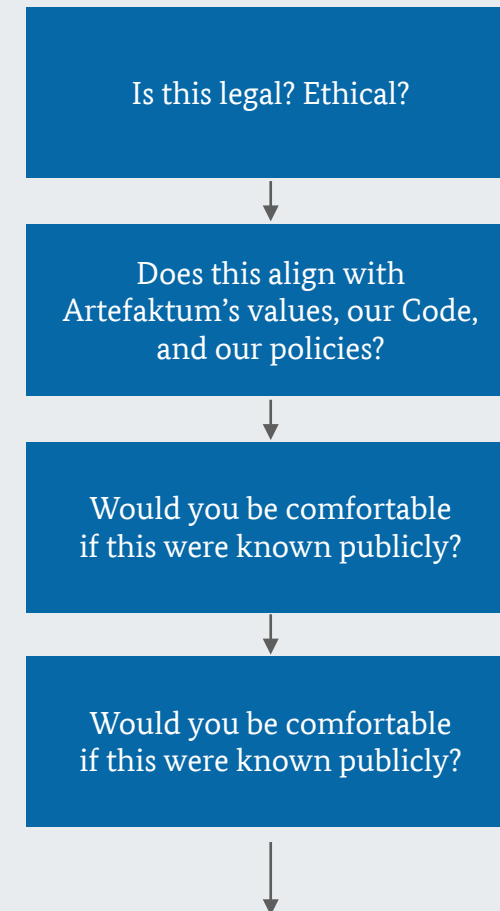 Is this legal? Ethical?
Does this align with
Artefaktum’s values, our Code,
and our policies?
Would you be comfortable
if this were known publicly?
Would you be comfortable
if this were known publicly?